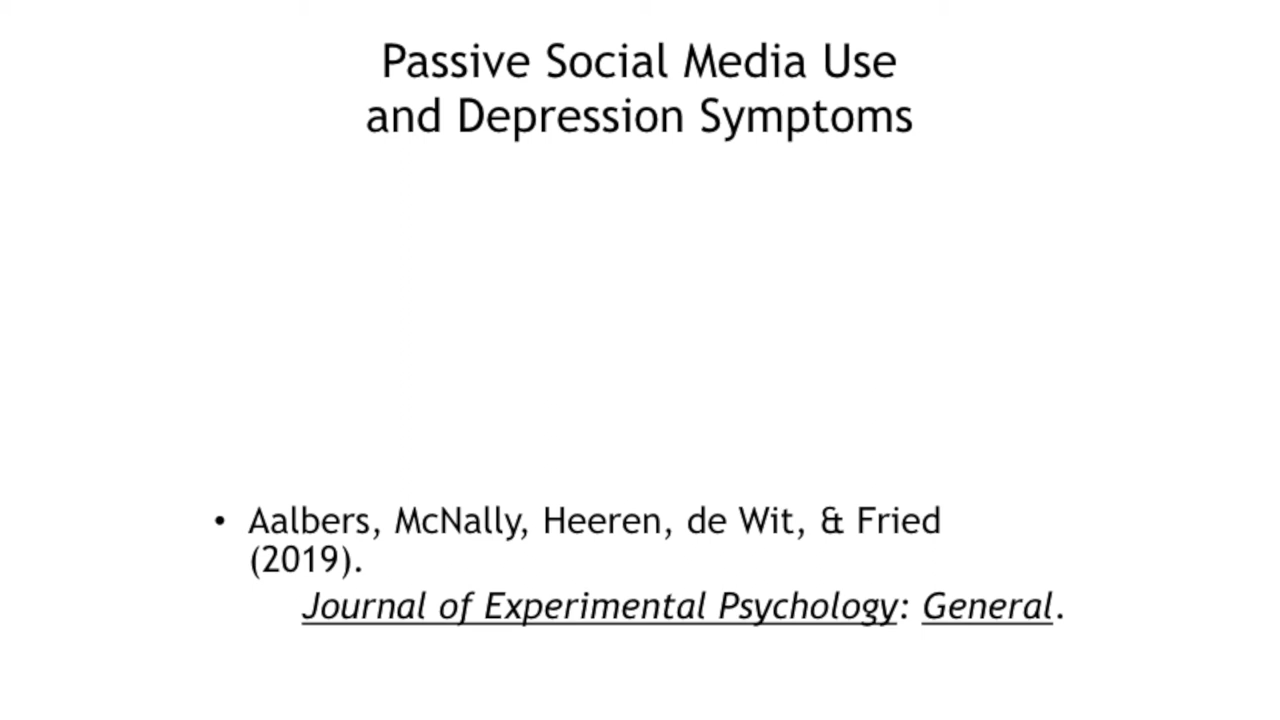 Passive Social Media Use
and Depression Symptoms
• Aalbers, McNally, Heeren, de Wit, & Fried
(2019).
Journal of Experimental Psychology: General.